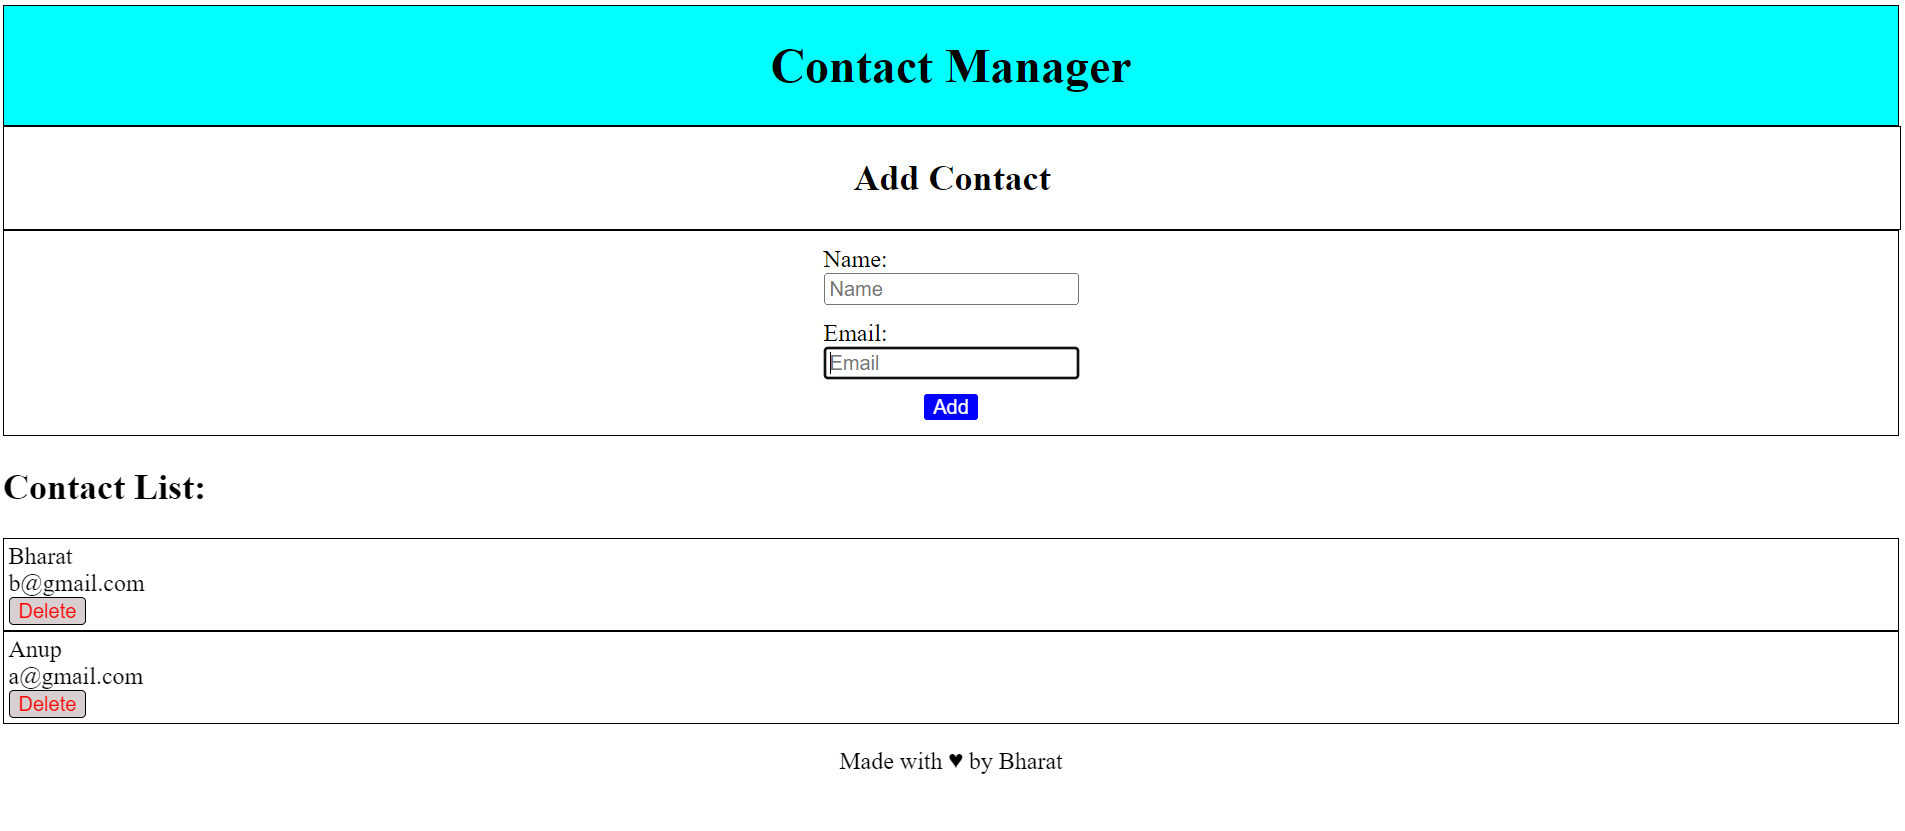 Contact Manager
Add Contact
Name:
Name
Email:
Email
Add
Contact List:
Bharat
b@gmail.com
Delete
Anup
a@gmail.com
Delete
Made with ♥ by Bharat